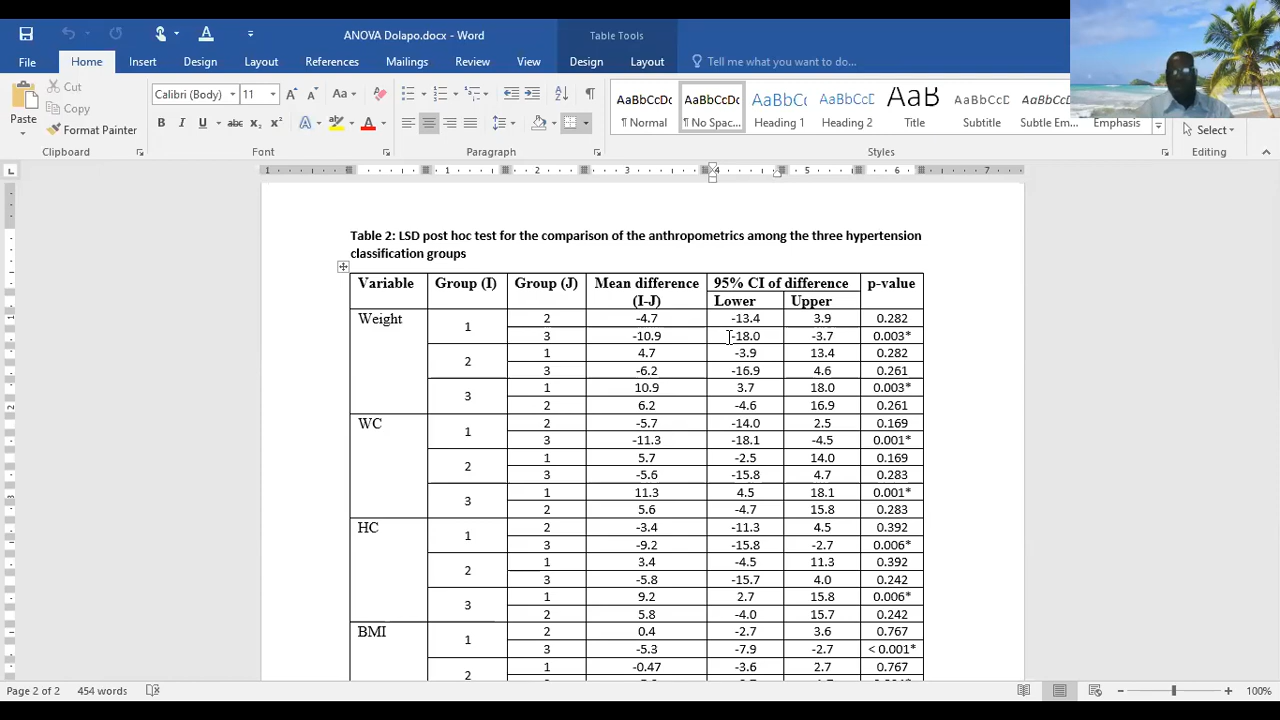 ANOVA Dolapo.docx - Word
Table Tools
File Home Insert Design Layout References Mailings Review View Design Layout Tell me what you want to do...
Paste
Cut
Copy
Format Painter
Calibri (Body) 11
AaBbCcDc AaBbCcDc AaBbCc AaBbCcD AaB AaBbCcD AaBbCcDc
¶ Normal ¶ No Spac... Heading 1 Heading 2 Title Subtitle Subtle Em... Emphasis
Select
Clipboard Font Paragraph Styles Editing
1 1 2 3 4 5 6 7
Table 2: LSD post hoc test for the comparison of the anthropometrics among the three hypertension
classification groups
Variable Group (I) Group (J) Mean difference (I-J) 95% CI of difference p-value
Lower Upper
Weight 1 2 -4.7 -13.4 3.9 0.282
3 -10.9 -18.0 -3.7 0.003*
2 1 4.7 -3.9 13.4 0.282
3 -6.2 -16.9 4.6 0.261
3 1 10.9 3.7 18.0 0.003*
2 6.2 -4.6 16.9 0.261
WC 1 2 -5.7 -14.0 2.5 0.169
3 -11.3 -18.1 -4.5 0.001*
2 1 5.7 -2.5 14.0 0.169
3 -5.6 -15.8 4.7 0.283
3 1 11.3 4.5 18.1 0.001*
2 5.6 -4.7 15.8 0.283
HC 1 2 -3.4 -11.3 4.5 0.392
3 -9.2 -15.8 -2.7 0.006*
2 1 3.4 -4.5 11.3 0.392
3 -5.8 -15.7 4.0 0.242
3 1 9.2 2.7 15.8 0.006*
2 5.8 -4.0 15.7 0.242
BMI 1 2 0.4 -2.7 3.6 0.767
3 -5.3 -7.9 -2.7 < 0.001*
2 1 -0.47 -3.6 2.7 0.767
Page 2 of 2 454 words 100%